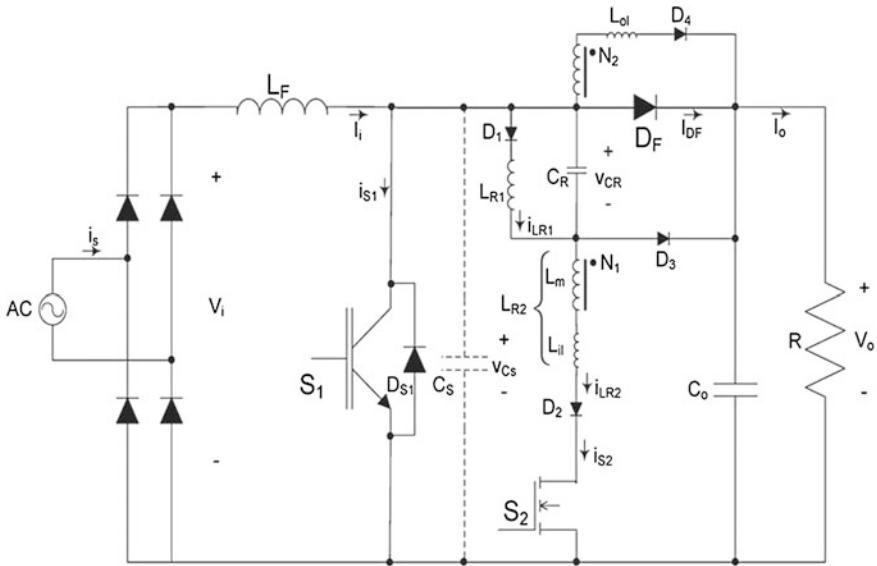 Lol D4
N2
LF
Ii
D1
DF
IDF
Io
+
iS1
LR1
CR
+
vCR
-
iLR1
is
AC
+
Vi
-
D3
N1
Lm
LR2
Lil
S1
DS1
CS
+
vCs
-
iLR2
D2
iS2
S2
Co
R
+
Vo
-